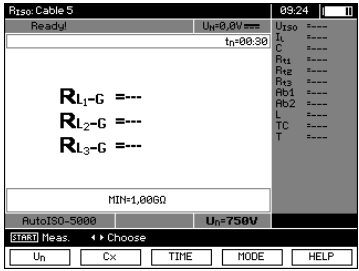 RISO: Cable 5 09:24
Ready! UN=0,0V
tn=00:30
RL1-G =---
RL2-G =---
RL3-G =---
MIN=1,00GΩ
AutoISO-5000 Un=750V
UISO =---
IL =---
C =---
Rt1 =---
Rt2 =---
Rt3 =---
Ab1 =---
Ab2 =---
L =---
TC =---
T =---
START Meas. Choose
Un Cx TIME MODE HELP